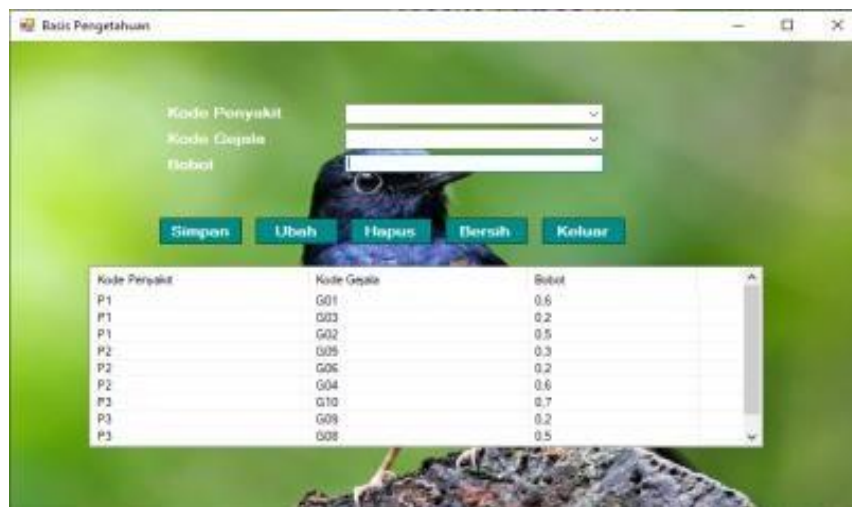 Basis Pengetahuan
Kode Penyakit
Kode Gejala
Bobot
Simpan Ubah Hapus Bersih Keluar
Kode Penyakit Kode Gejala Bobot
P1 G01 0.6
P1 G03 0.2
P1 G02 0.5
P2 G05 0.3
P2 G06 0.2
P2 G04 0.6
P3 G10 0.7
P3 G09 0.2
P3 G08 0.5